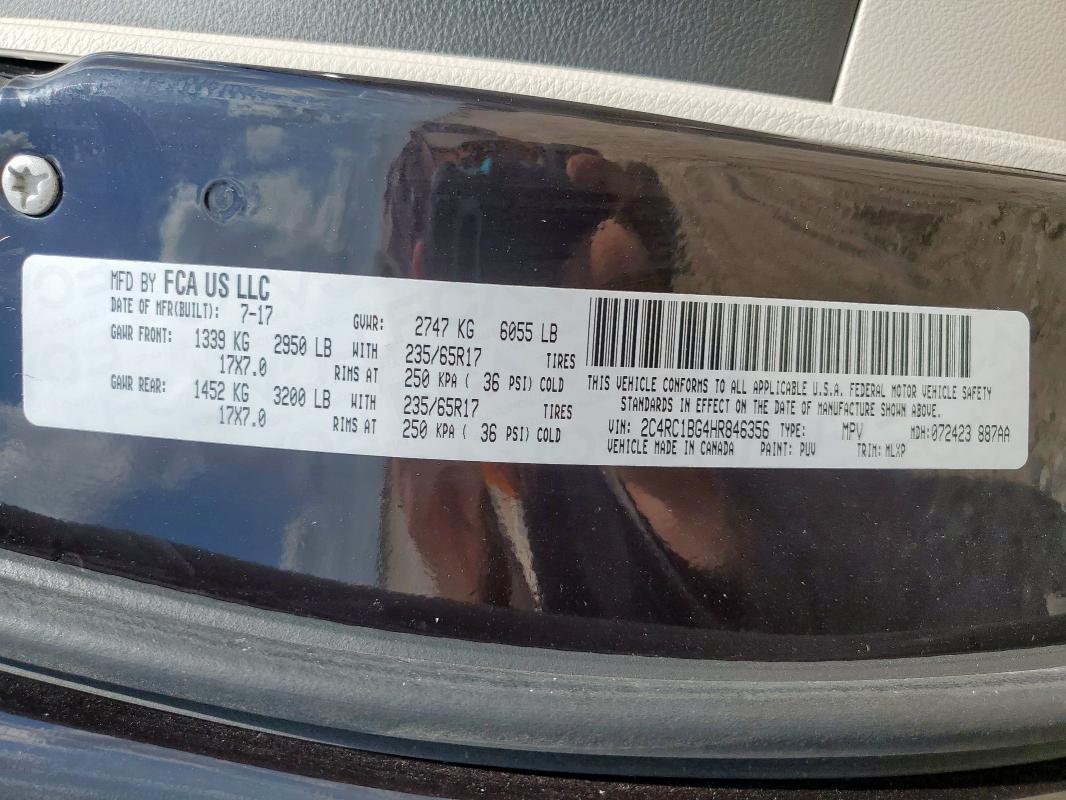 MFD BY FCA US LLC
DATE OF MFR(BUILT): 7-17 GVWR: 2747 KG 6055 LB
GAWR FRONT: 1339 KG 2950 LB WITH 235/65R17 TIRES
17X7.0 RIMS AT 250 KPA ( 36 PSI) COLD
GAWR REAR: 1452 KG 3200 LB WITH 235/65R17 TIRES
17X7.0 RIMS AT 250 KPA ( 36 PSI) COLD
THIS VEHICLE CONFORMS TO ALL APPLICABLE U.S.A. FEDERAL MOTOR VEHICLE SAFETY
STANDARDS IN EFFECT ON THE DATE OF MANUFACTURE SHOWN ABOVE.
VIN: 2C4RC1BG4HR846356 TYPE: MPV MDH:072423 887AA
VEHICLE MADE IN CANADA PAINT: PUV TRIM: MLXP